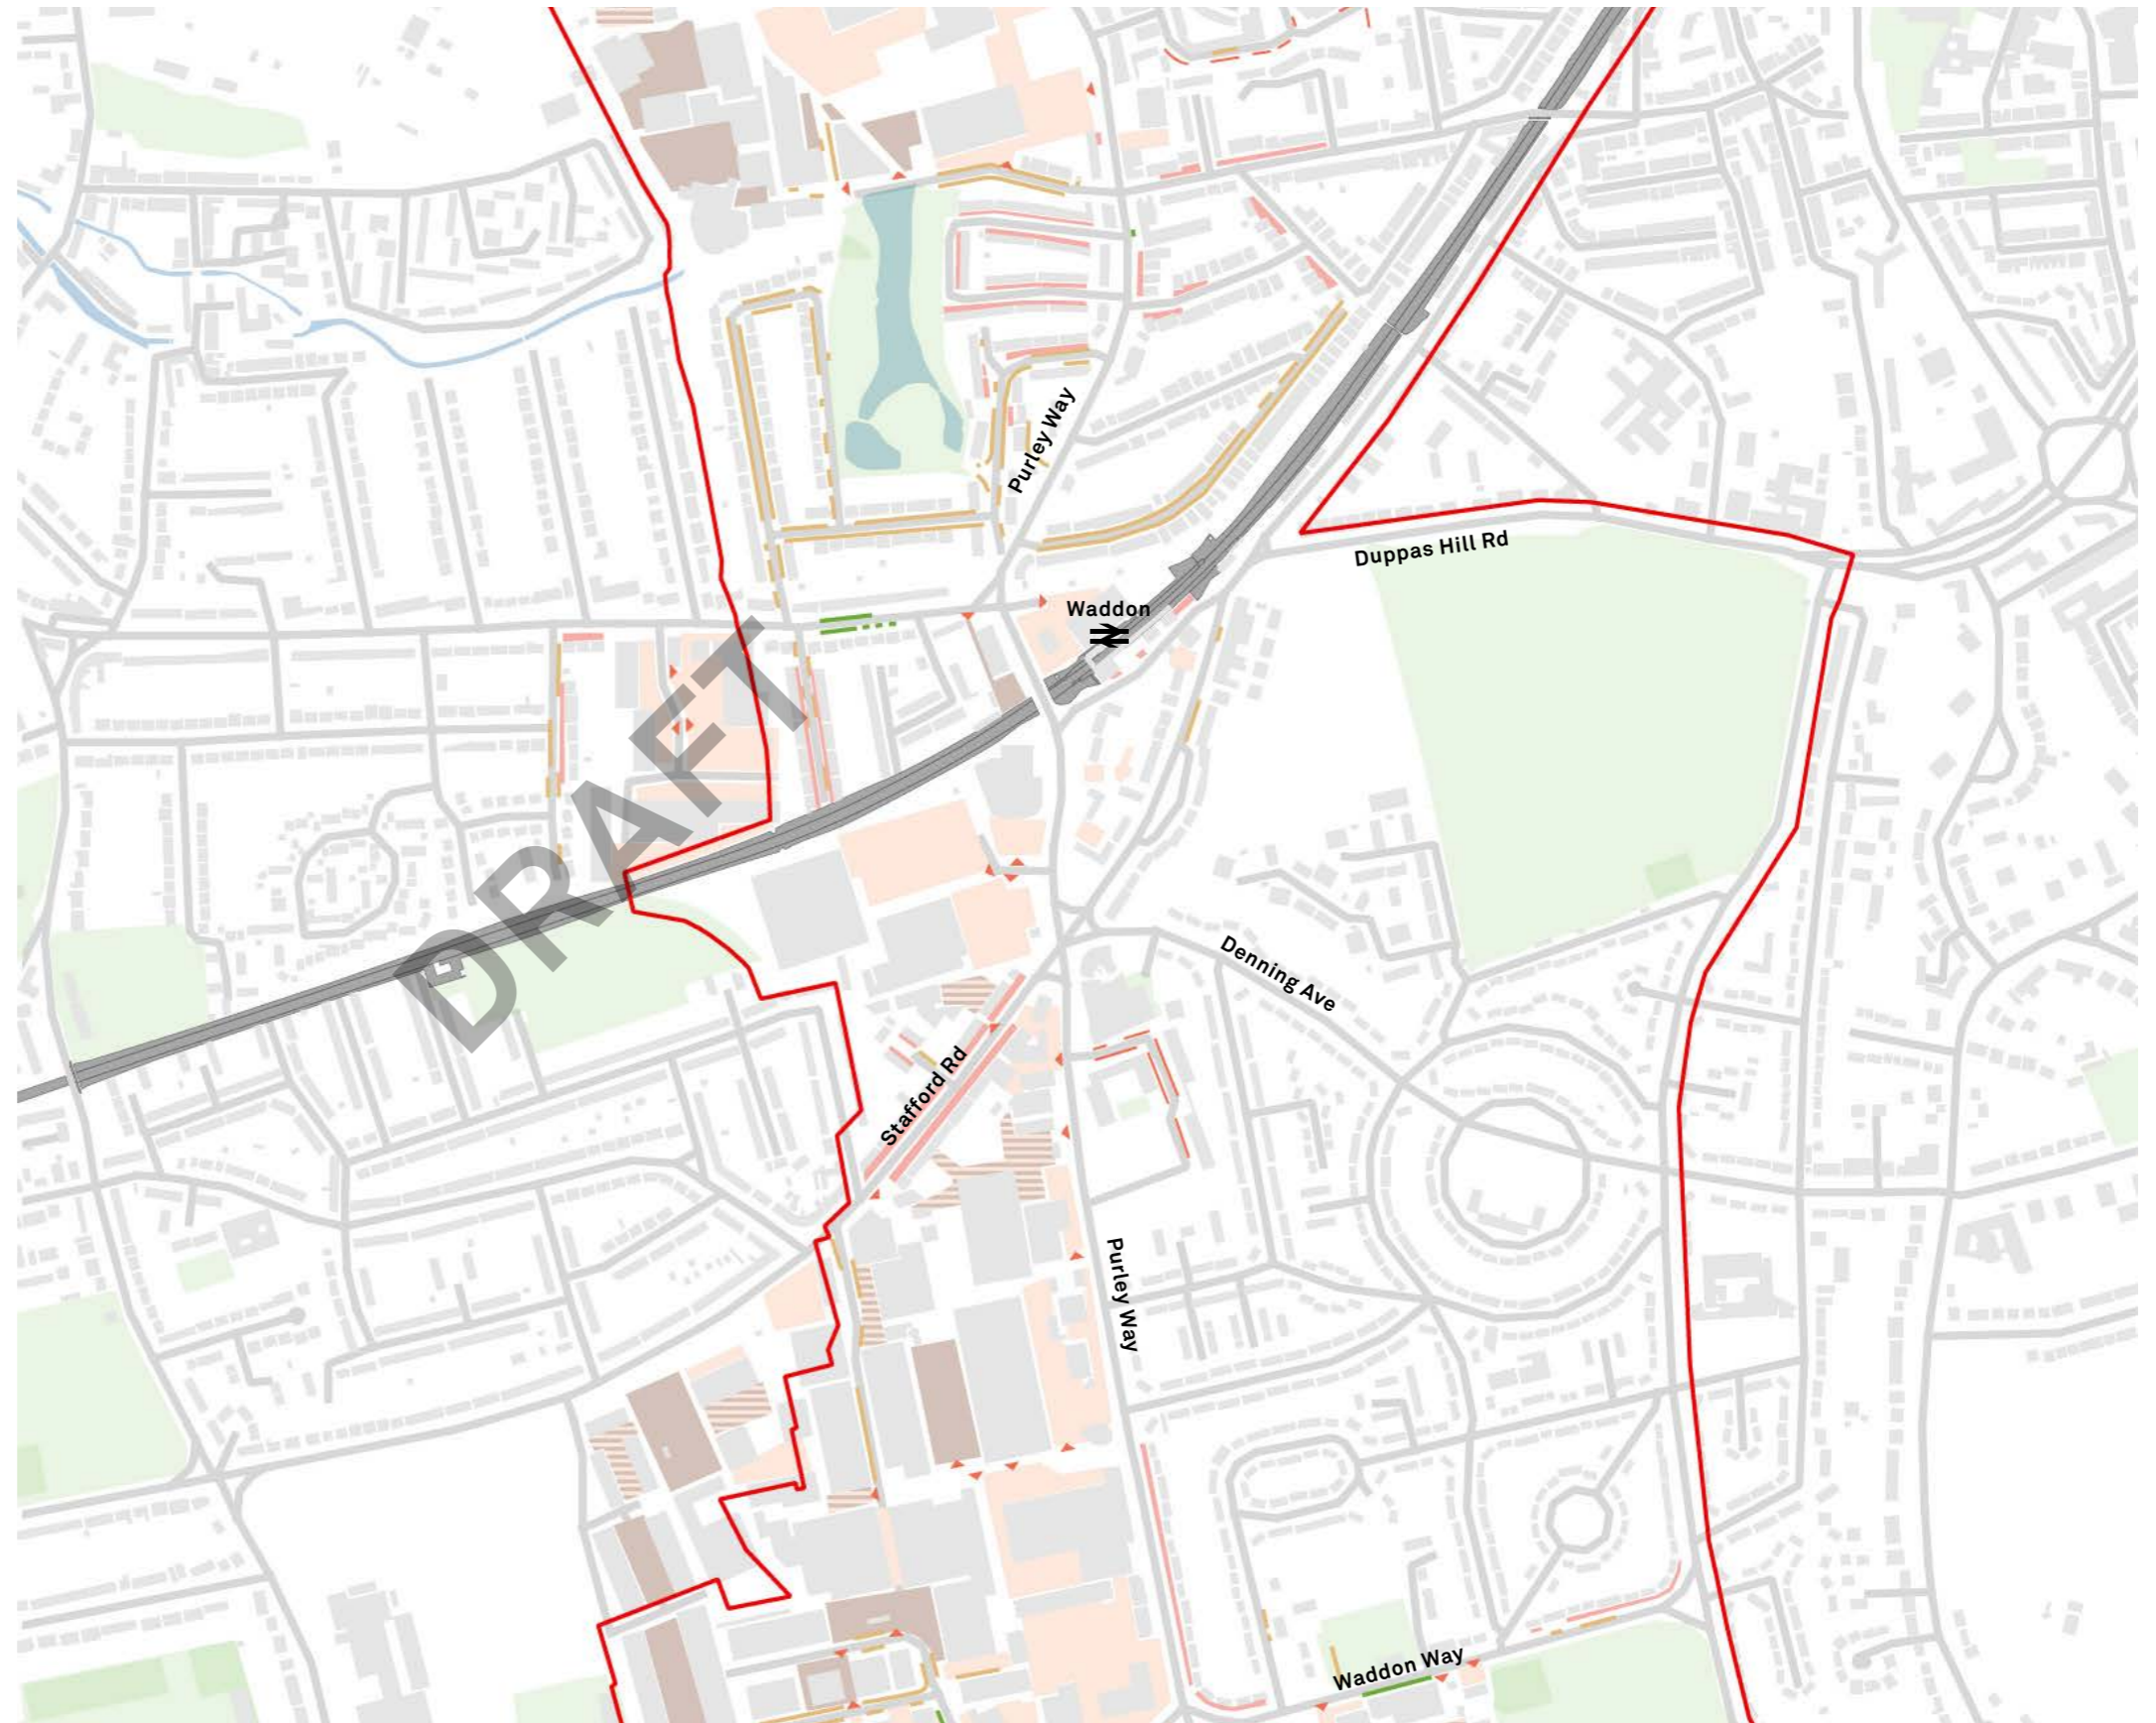 Purley Way
Duppas Hill Rd
Waddon
DRAFT
Denning Ave
Stafford Rd
Purley Way
Waddon Way